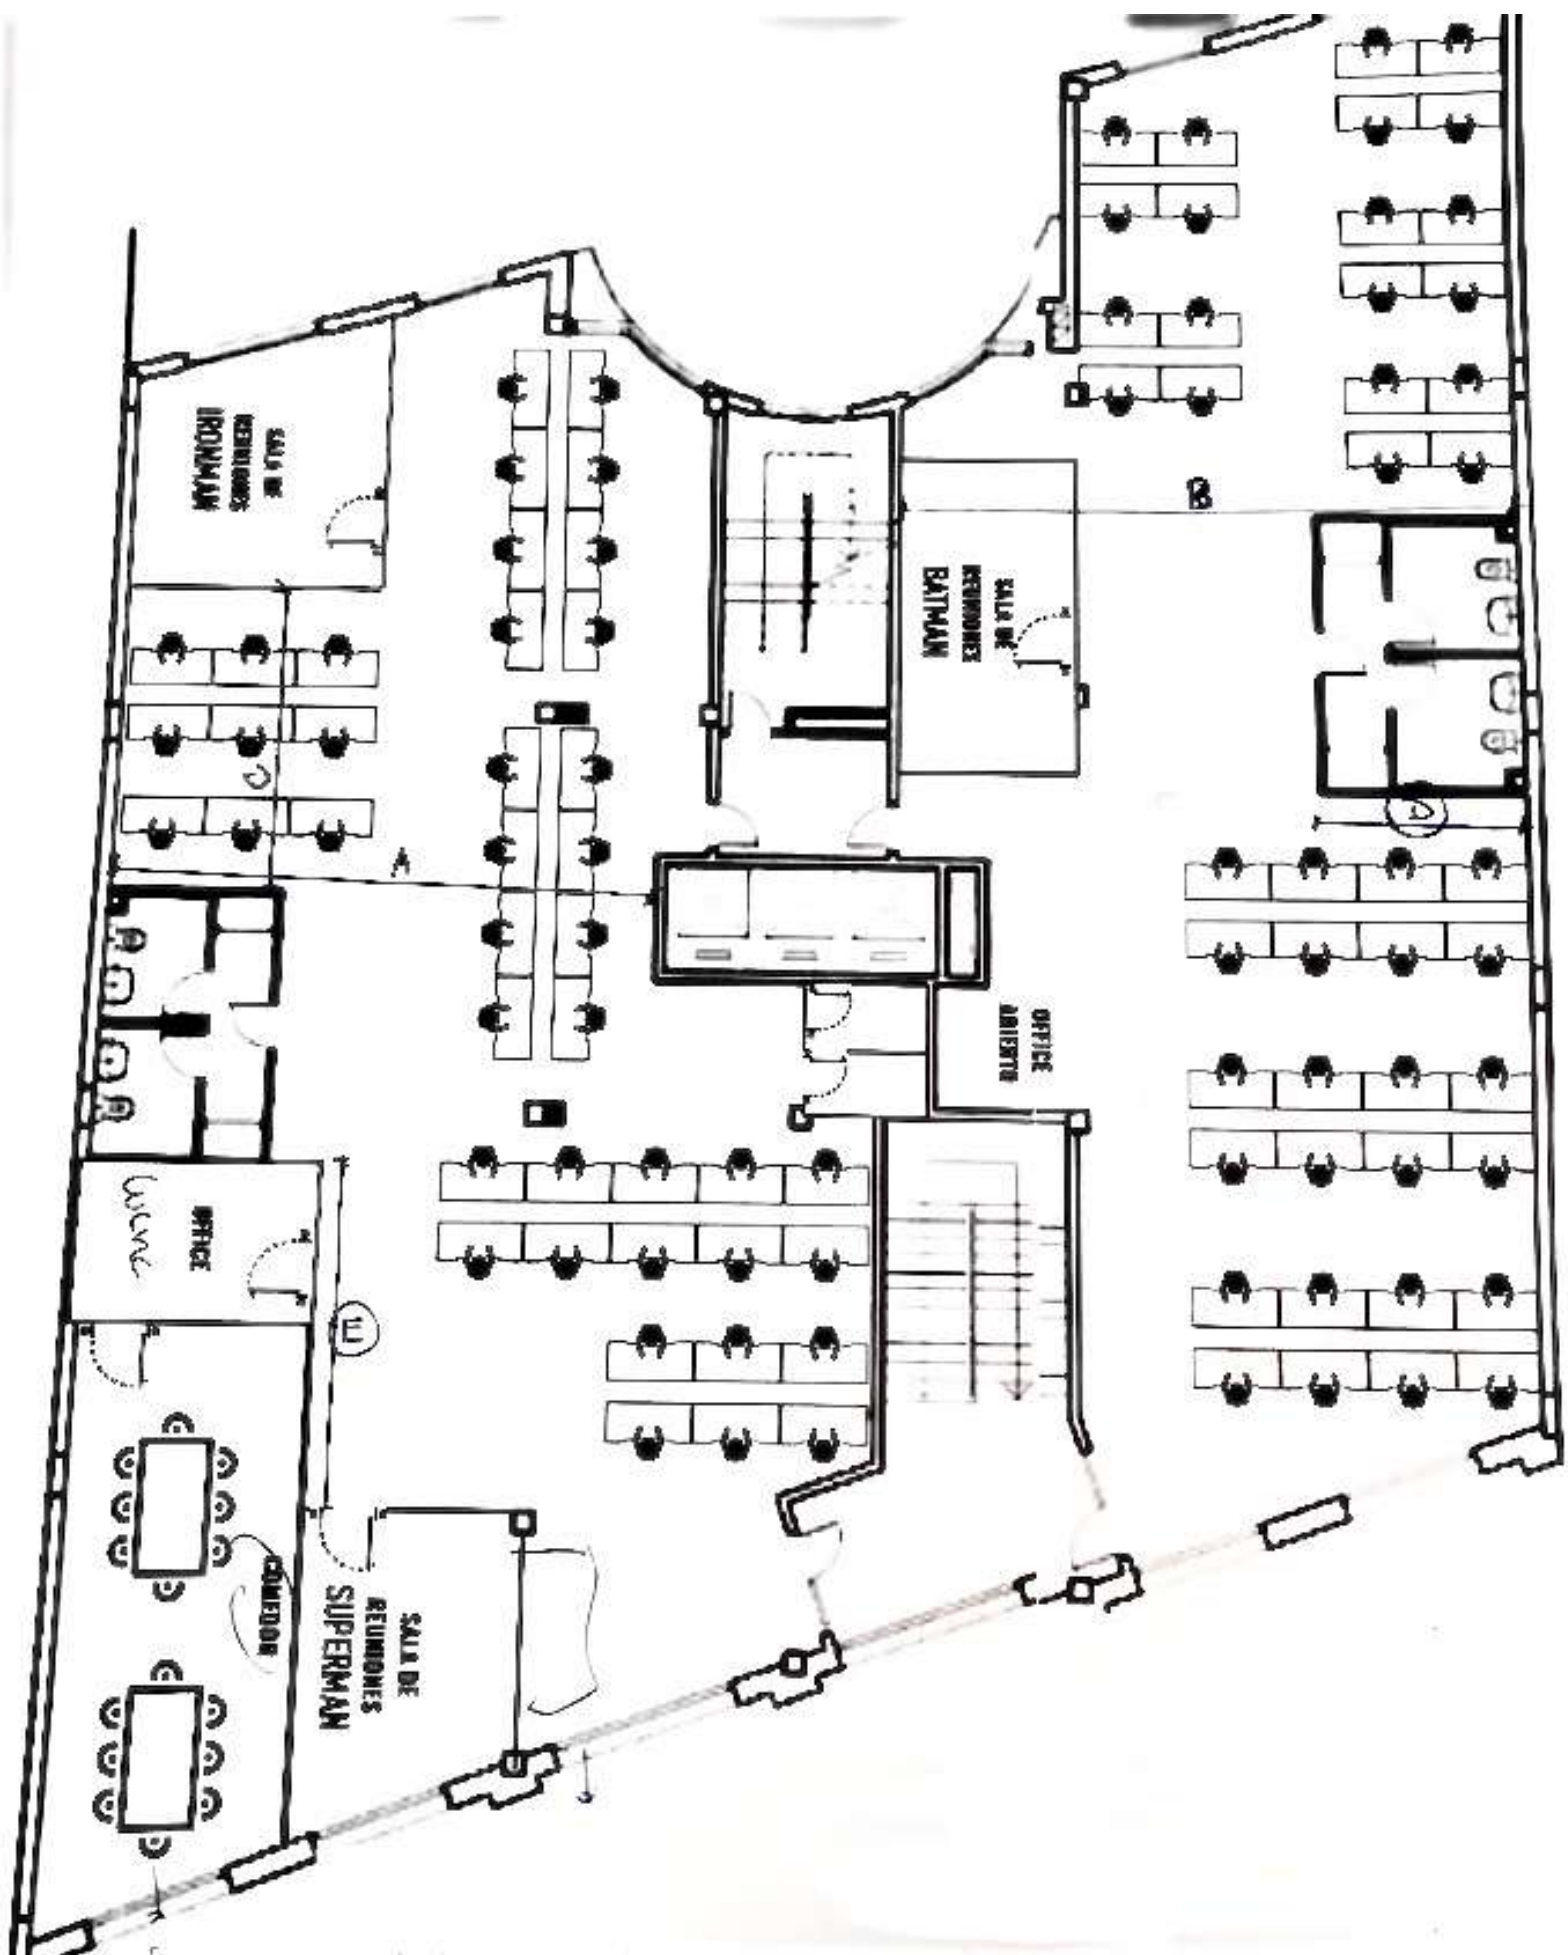 SALA DE
REUNIONES
IRONMAN
B
SALA DE
REUNIONES
BATMAN
A
OFFICE
ABIERTO
OFFICE
E
COMEDOR
SALA DE
REUNIONES
SUPERMAN